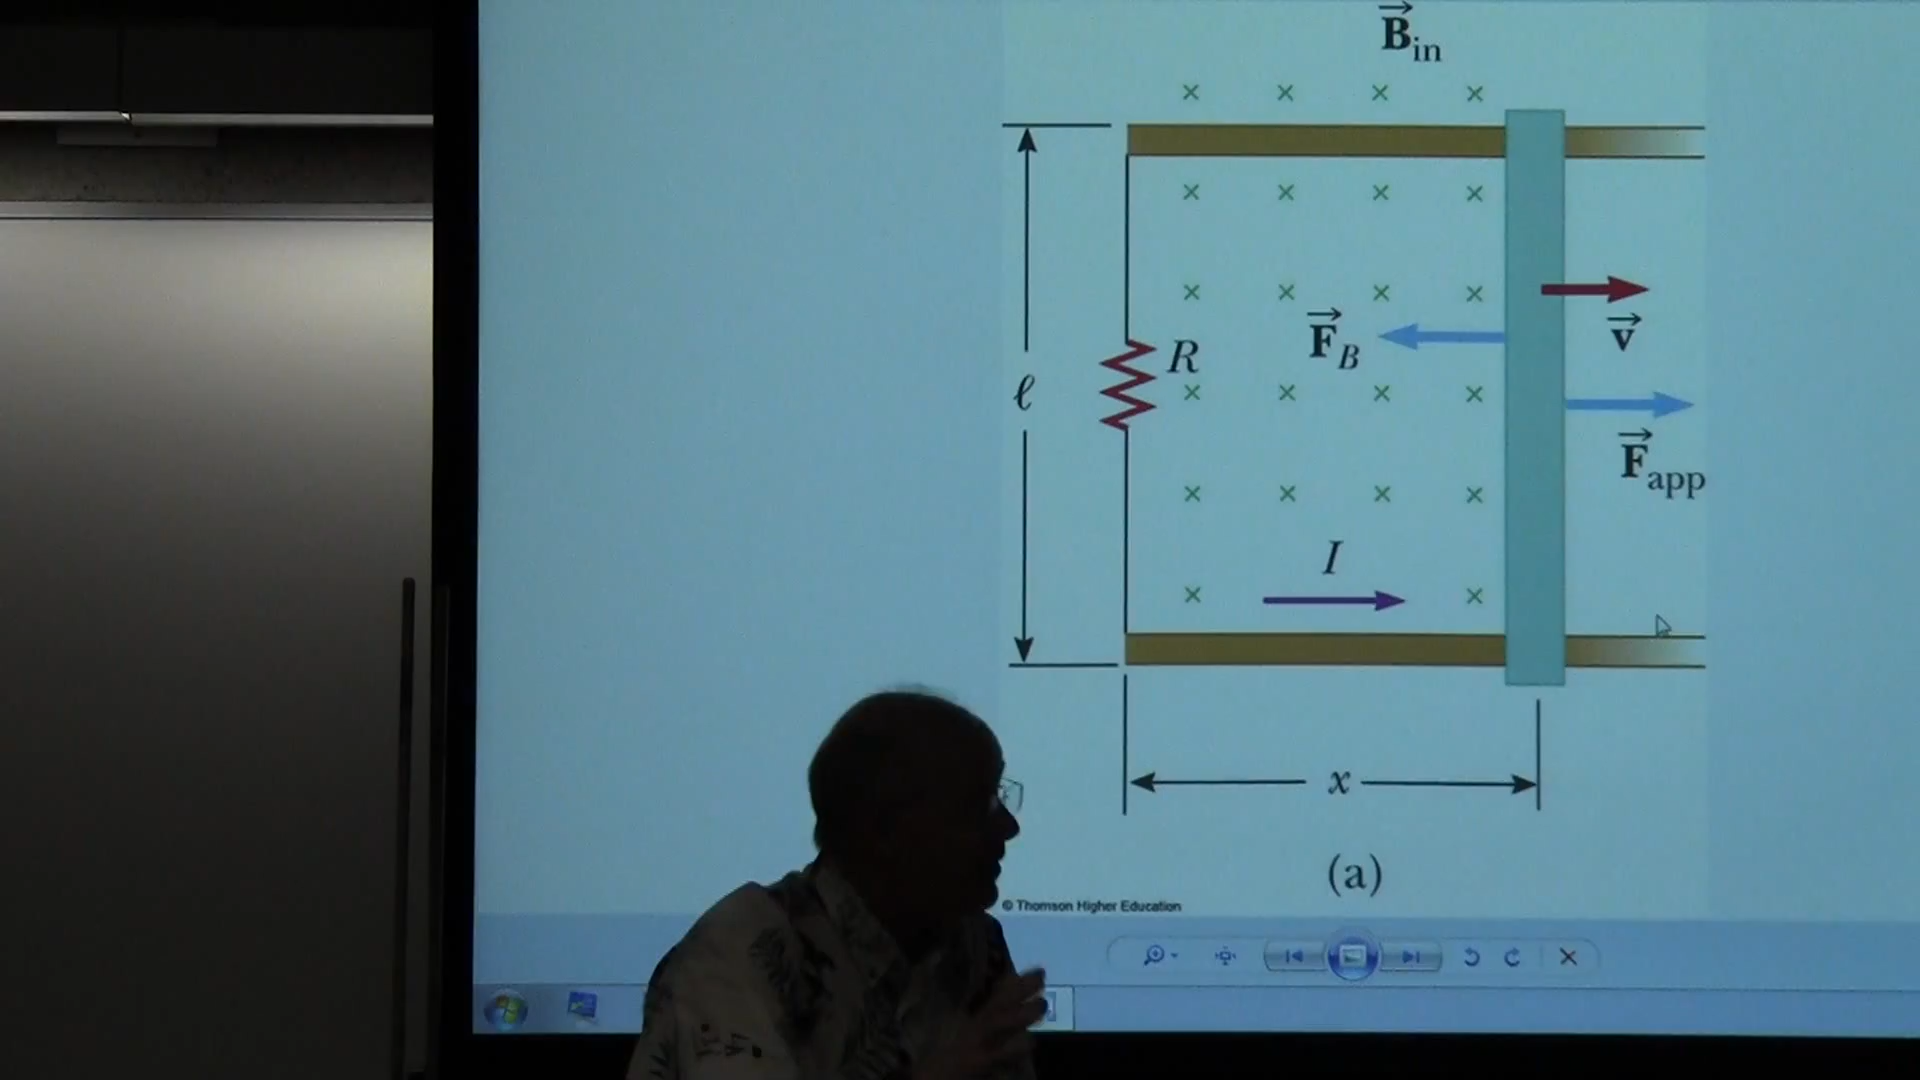 B in
R
F B
v
ℓ
F app
I
x
(a)
© Thomson Higher Education